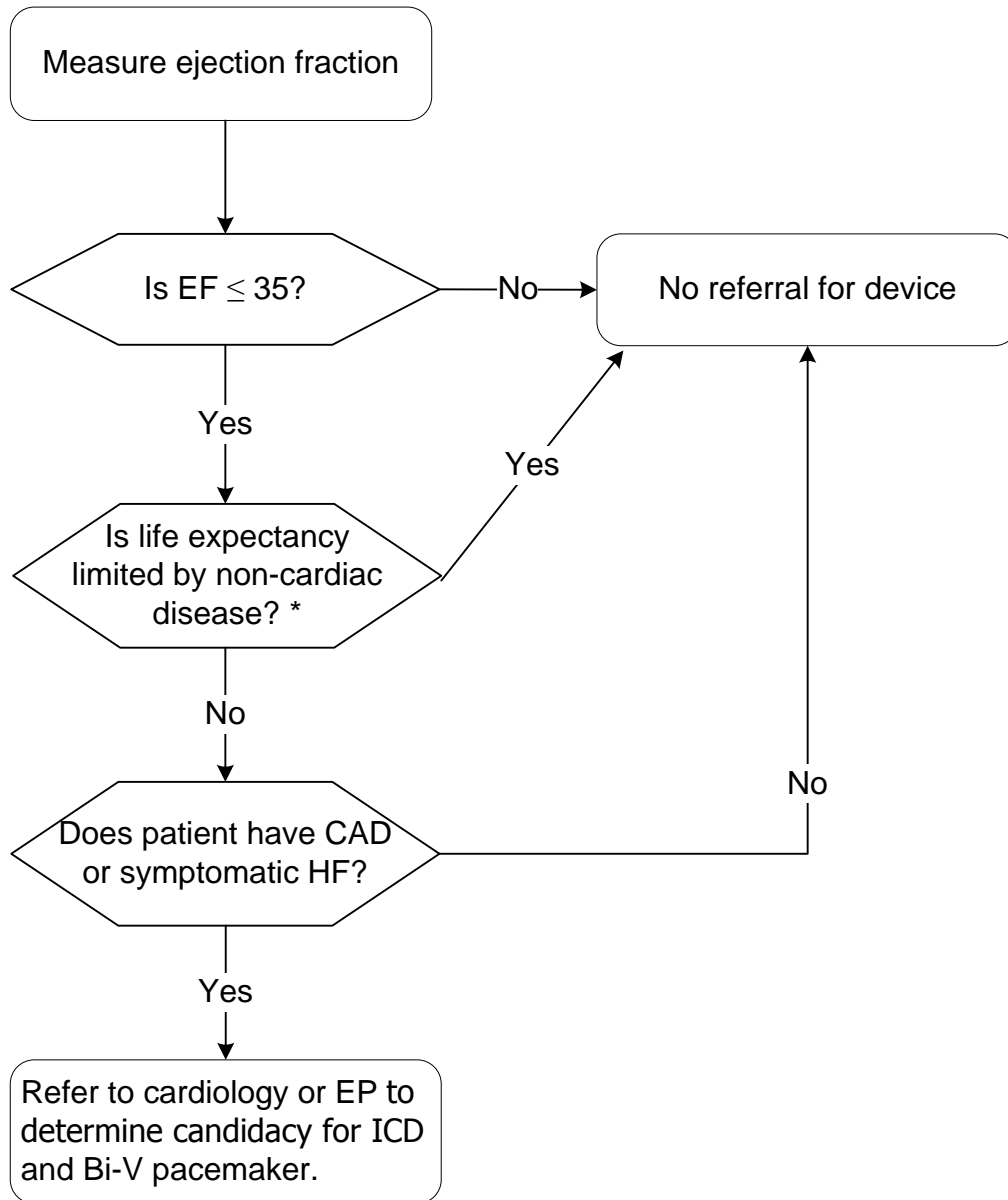 Measure ejection fraction
Is EF ≤ 35?
No
No referral for device
Yes
Yes
Is life expectancy
limited by non-cardiac
disease? *
No
No
Does patient have CAD
or symptomatic HF?
Yes
Refer to cardiology or EP to
determine candidacy for ICD
and Bi-V pacemaker.